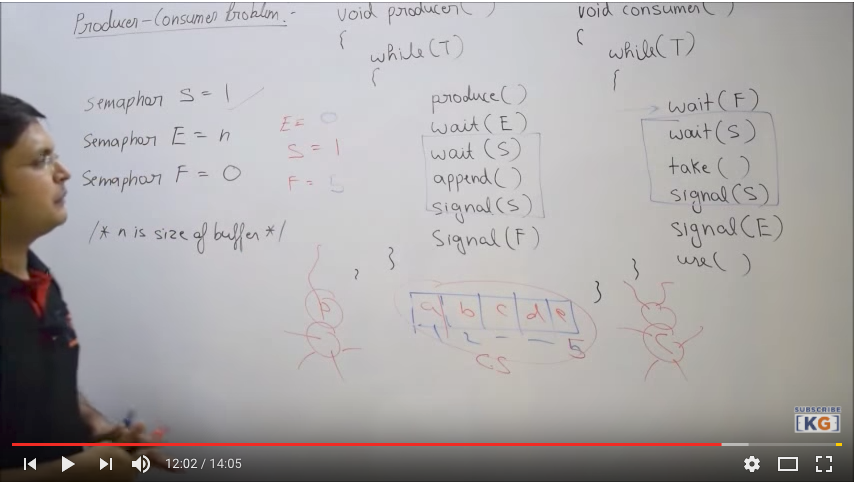 Producer-Consumer Problem :-
semaphor S = 1
semaphor E = n
semaphor F = 0
/* n is size of buffer */
E = 0
S = 1
F = 5
void producer( )
{
while(T)
{
produce( )
wait(E)
wait(S)
append( )
signal(S)
signal(F)
}
}
void consumer( )
{
while(T)
{
wait(F)
wait(S)
take( )
signal(S)
signal(E)
use( )
}
}
P
a b c d e
1 2 - - 5
CS
C
SUBSCRIBE
[KG]
12:02 / 14:05